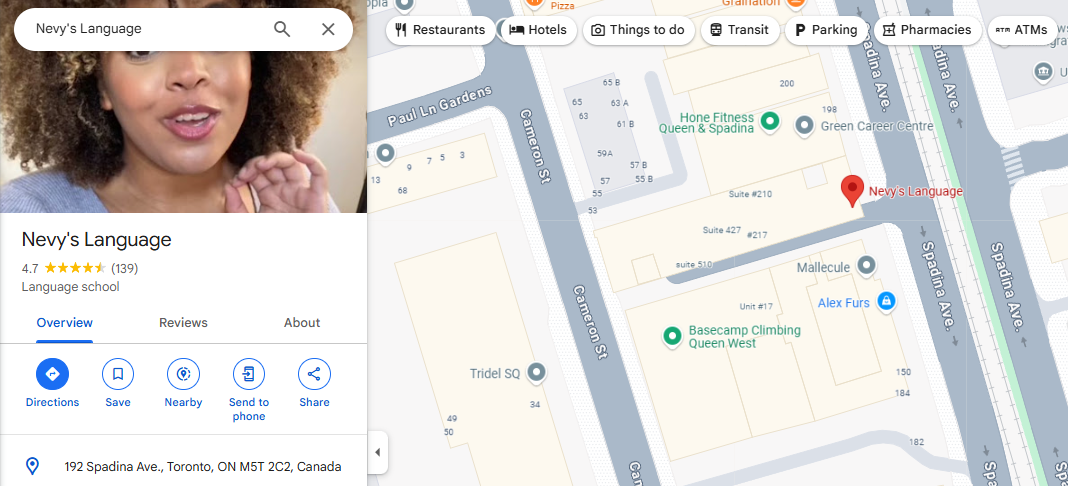 Nevy's Language
Nevy's Language
4.7
(139)
Language school
Overview
Reviews
About
Directions
Save
Nearby
Send to
phone
Share
192 Spadina Ave., Toronto, ON M5T 2C2, Canada
Restaurants
Hotels
Things to do
Transit
Parking
Pharmacies
ATM
ATMs
Pizza
Paul Ln Gardens
Cameron St
Spadina Ave.
Spadina Ave.
200
198
Hone Fitness
Queen & Spadina
Green Career Centre
65 B
65
63 A
63
61 B
59A
57 B
57
55 B
55
53
9
7
5
3
13
68
Suite #210
Nevy's Language
Suite 427
#217
suite 510
Mallecule
Alex Furs
Unit #17
Basecamp Climbing
Queen West
Cameron St
Spadina Ave.
Spadina Ave.
Tridel SQ
34
49
50
150
184
182